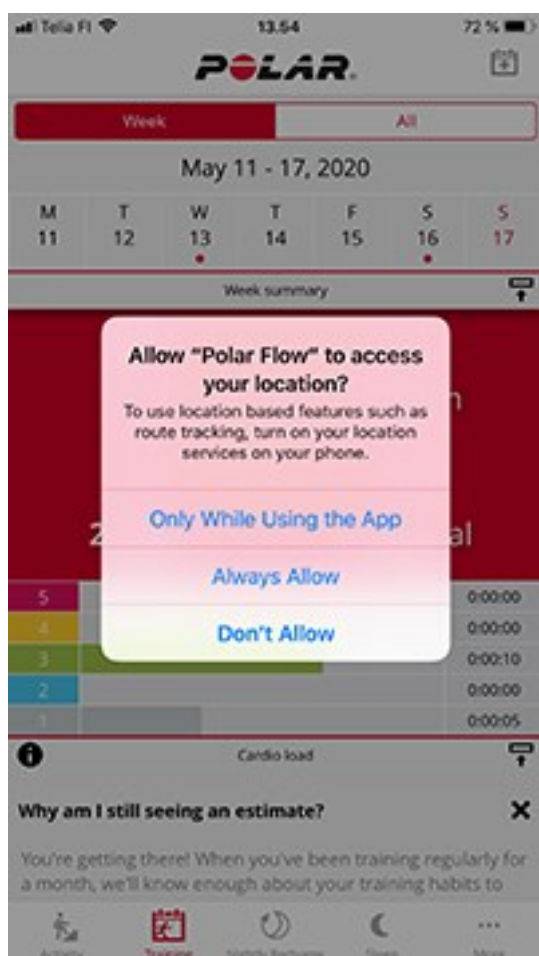 Telia FI 13.54 72 %
POLAR.
Week All
May 11 - 17, 2020
M T W T F S S
11 12 13 14 15 16 17
Week summary
Allow “Polar Flow” to access
your location?
To use location based features such as
route tracking, turn on your location
services on your phone.
Only While Using the App
2 al
Always Allow
5 0:00:00
4 0:00:00
Don't Allow
3 0:00:10
2 0:00:00
1 0:00:05
Cardio load
Why am I still seeing an estimate?
You're getting there! When you've been training regularly for
a month, we'll know enough about your training habits to
Activity Training Nightly Recharge Sleep More